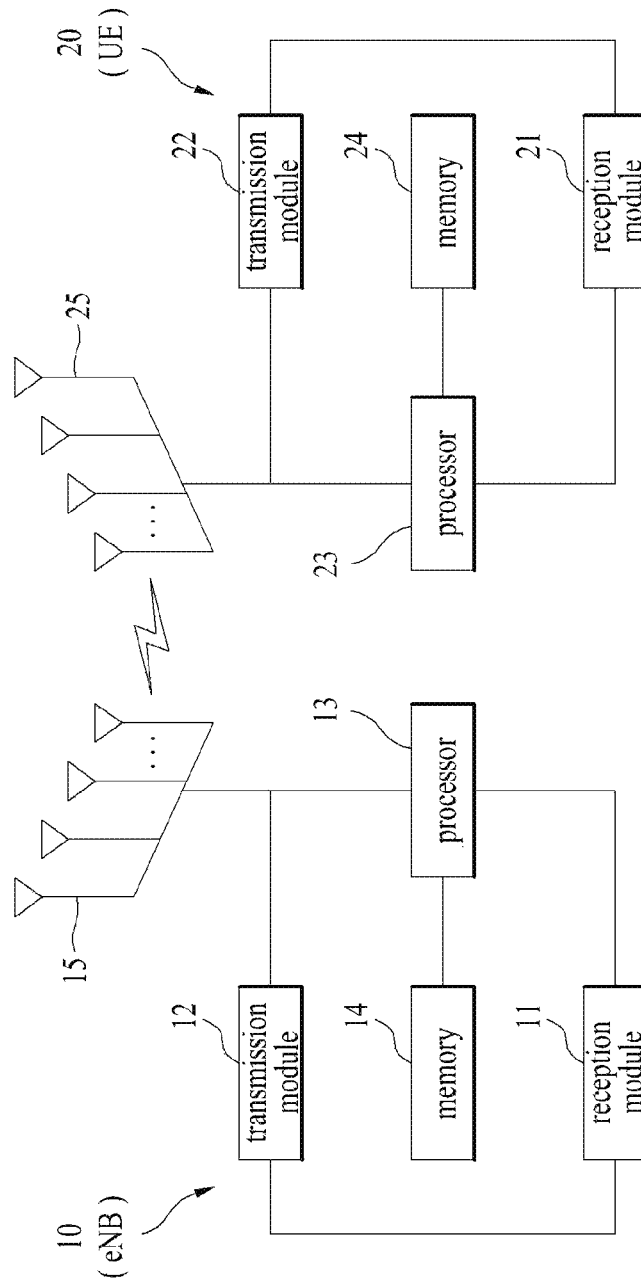 10
( eNB )
15
12
transmission
module
14
memory
13
processor
11
reception
module
20
( UE )
25
22
transmission
module
24
memory
23
processor
21
reception
module